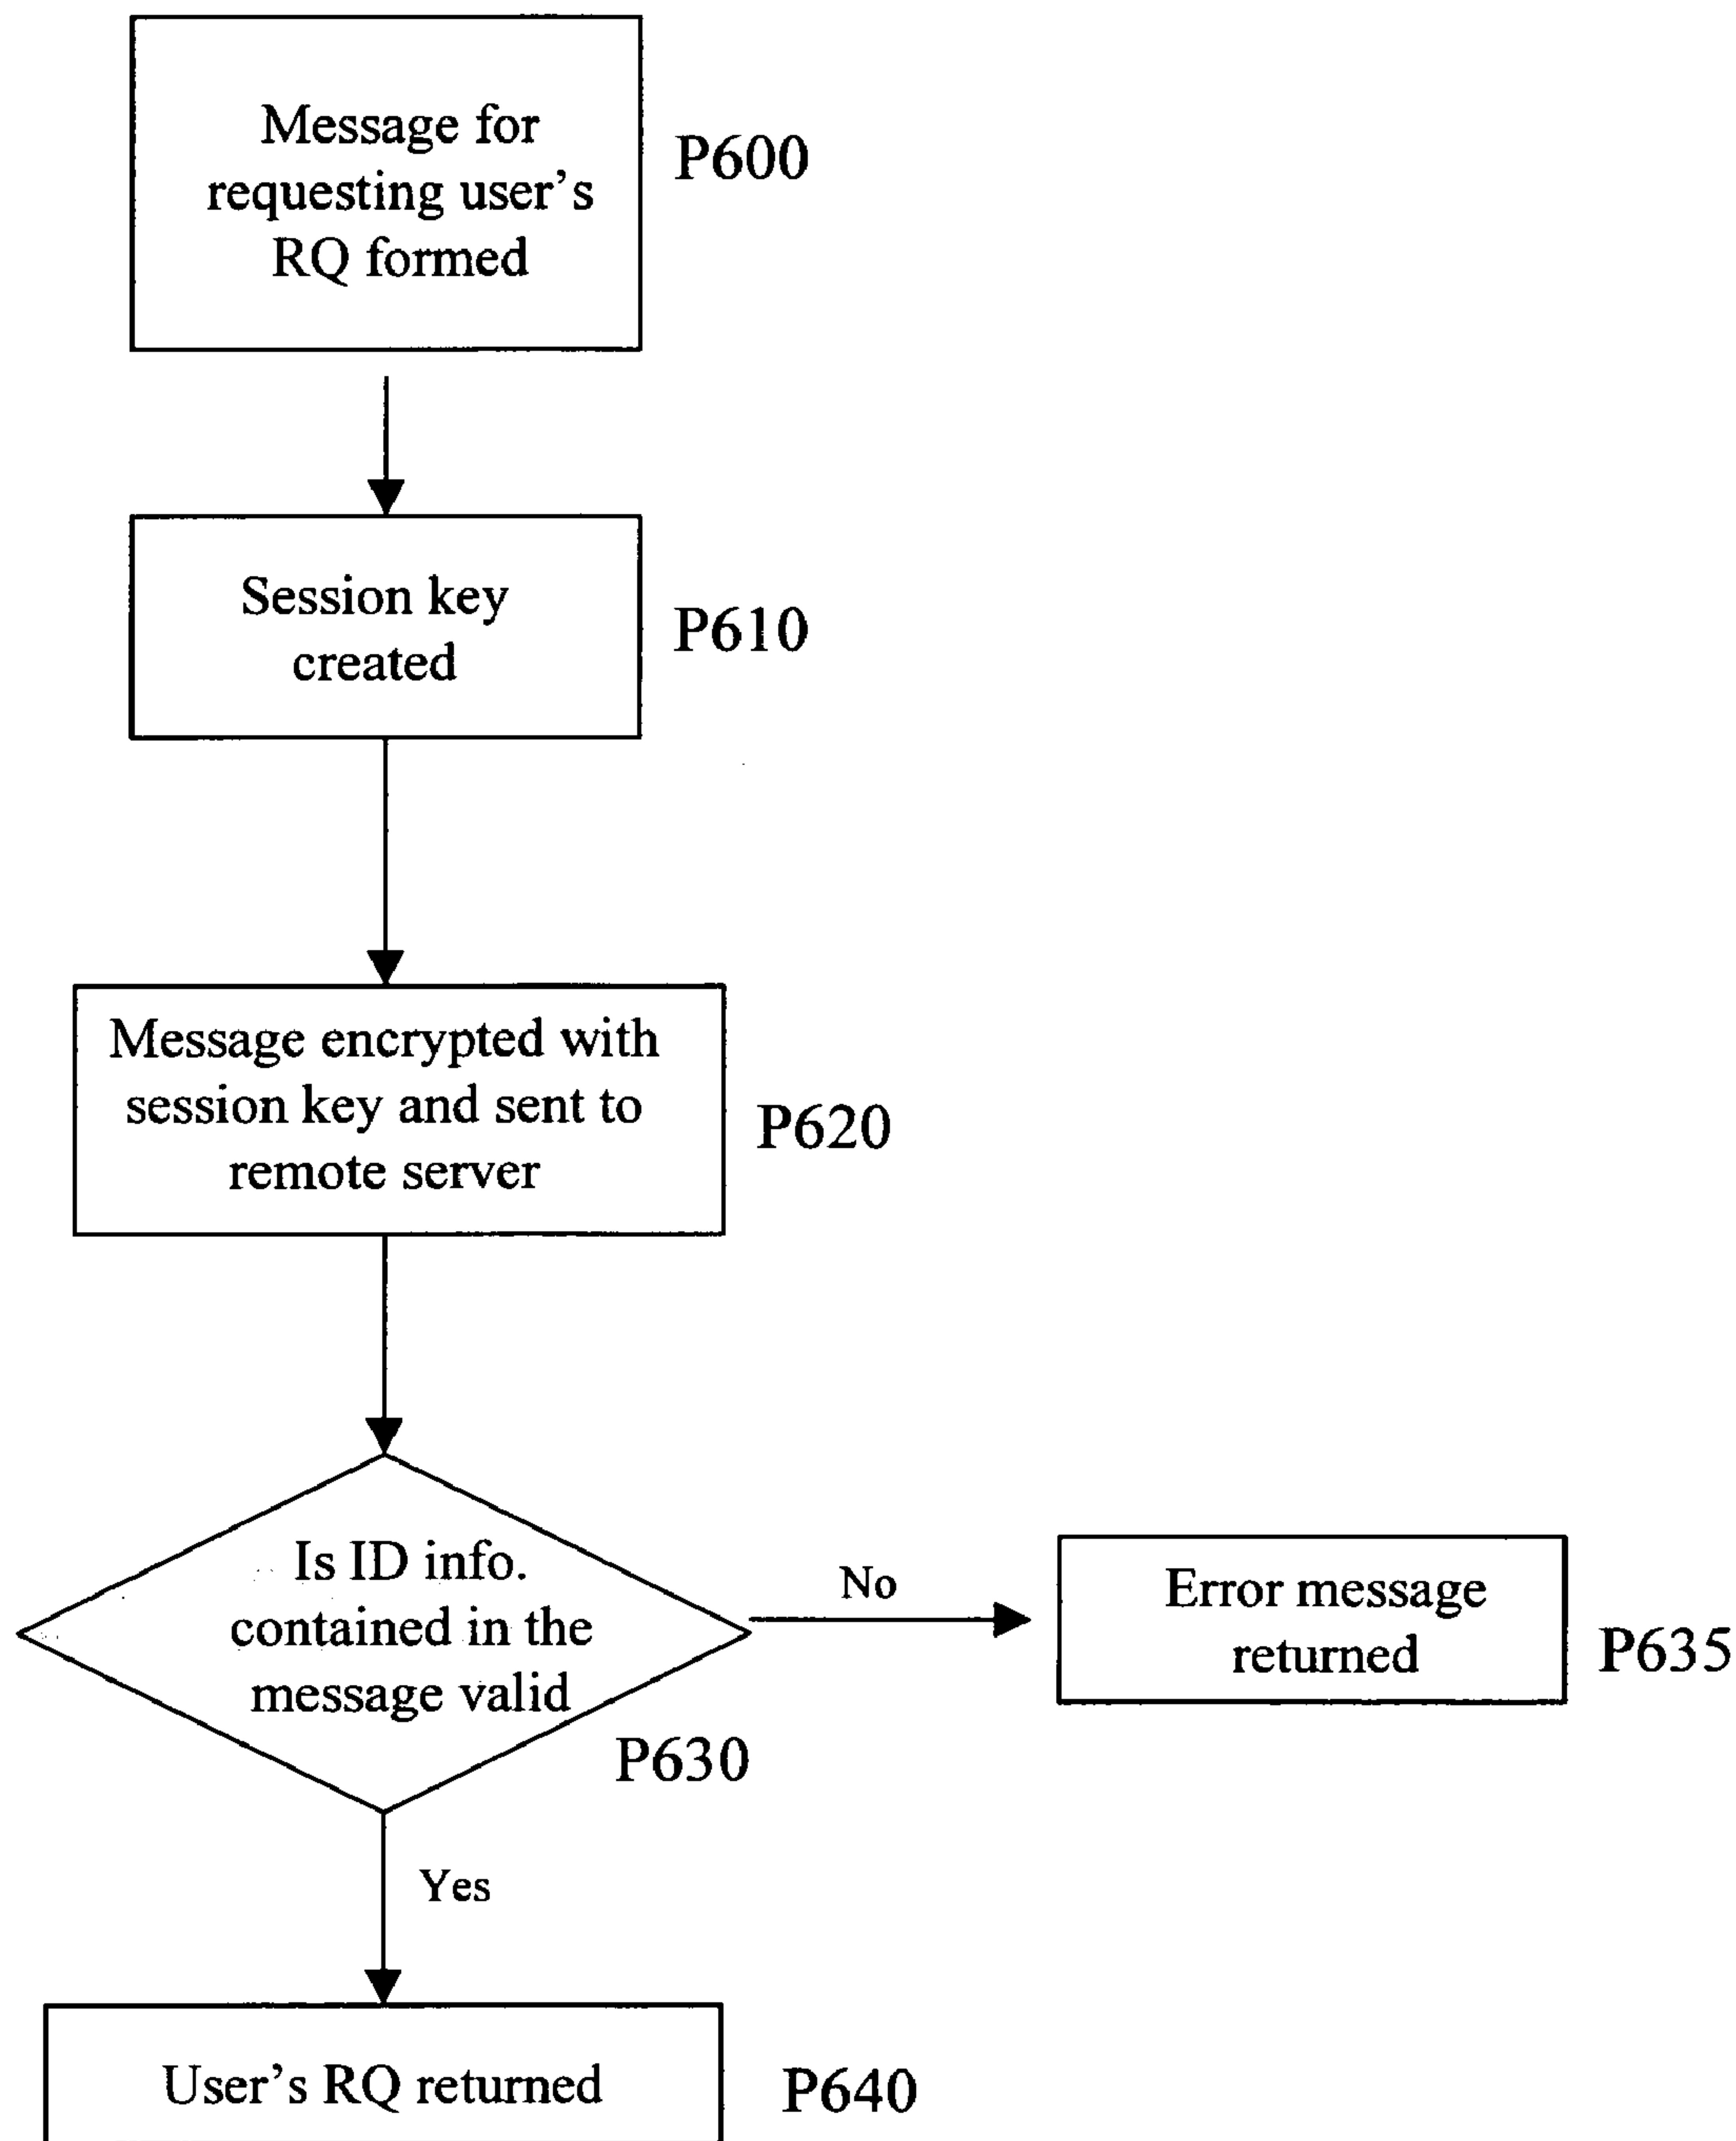 Message for
requesting user's
RQ formed
P600
Session key
created
P610
Message encrypted with
session key and sent to
remote server
P620
Is ID info.
contained in the
message valid
P630
No
Error message
returned
P635
Yes
User's RQ returned
P640